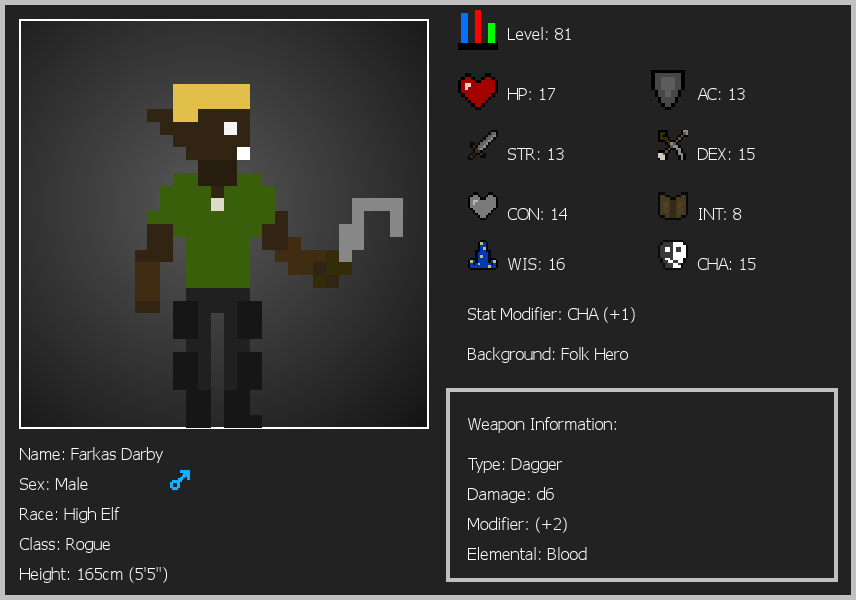 Level: 81
HP: 17
AC: 13
STR: 13
DEX: 15
CON: 14
INT: 8
WIS: 16
CHA: 15
Stat Modifier: CHA (+1)
Background: Folk Hero
Weapon Information:
Type: Dagger
Damage: d6
Modifier: (+2)
Elemental: Blood
Name: Farkas Darby
Sex: Male
Race: High Elf
Class: Rogue
Height: 165cm (5'5")